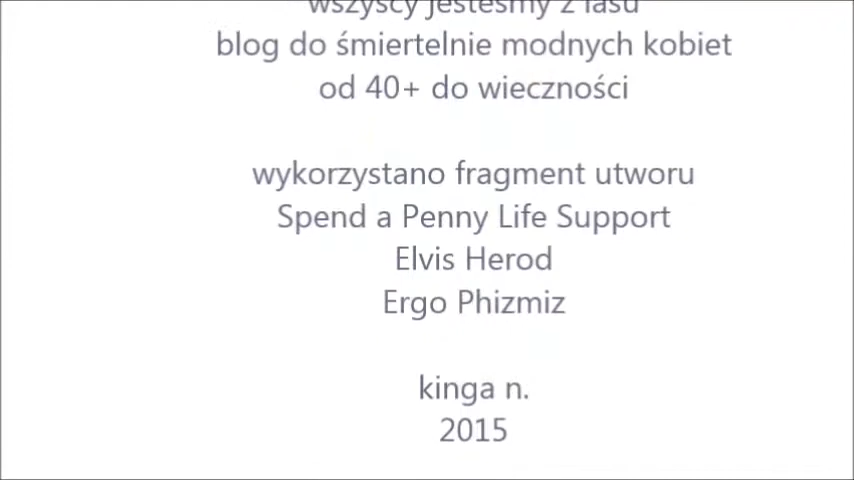 wszyscy jesteśmy z lasu
blog do śmiertelnie modnych kobiet
od 40+ do wieczności
wykorzystano fragment utworu
Spend a Penny Life Support
Elvis Herod
Ergo Phizmiz
kinga n.
2015